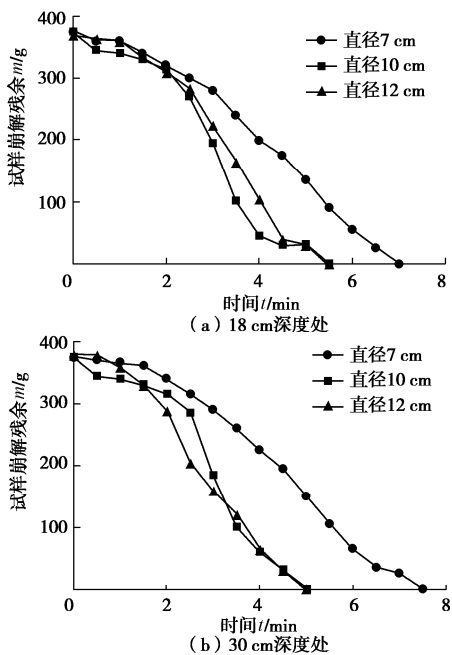 400
300
200
100
试样崩解残余m/g
直径7 cm
直径10 cm
直径12 cm
0
2
4
6
8
时间t/min
(a) 18 cm深度处
400
300
200
100
试样崩解残余m/g
直径7 cm
直径10 cm
直径12 cm
0
2
4
6
8
时间t/min
(b) 30 cm深度处